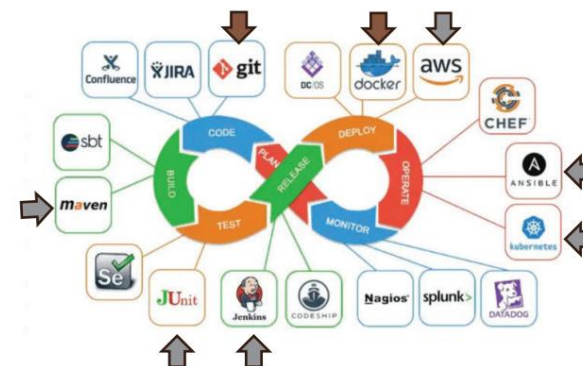 Confluence
JIRA
git
DC/OS
docker
aws
CHEF
sbt
CODE
DEPLOY
PLAN
RELEASE
OPERATE
ANSIBLE
BUILD
maven
TEST
MONITOR
kubernetes
Se
JUnit
Jenkins
CODESHIP
Nagios®
splunk>
DATADOG